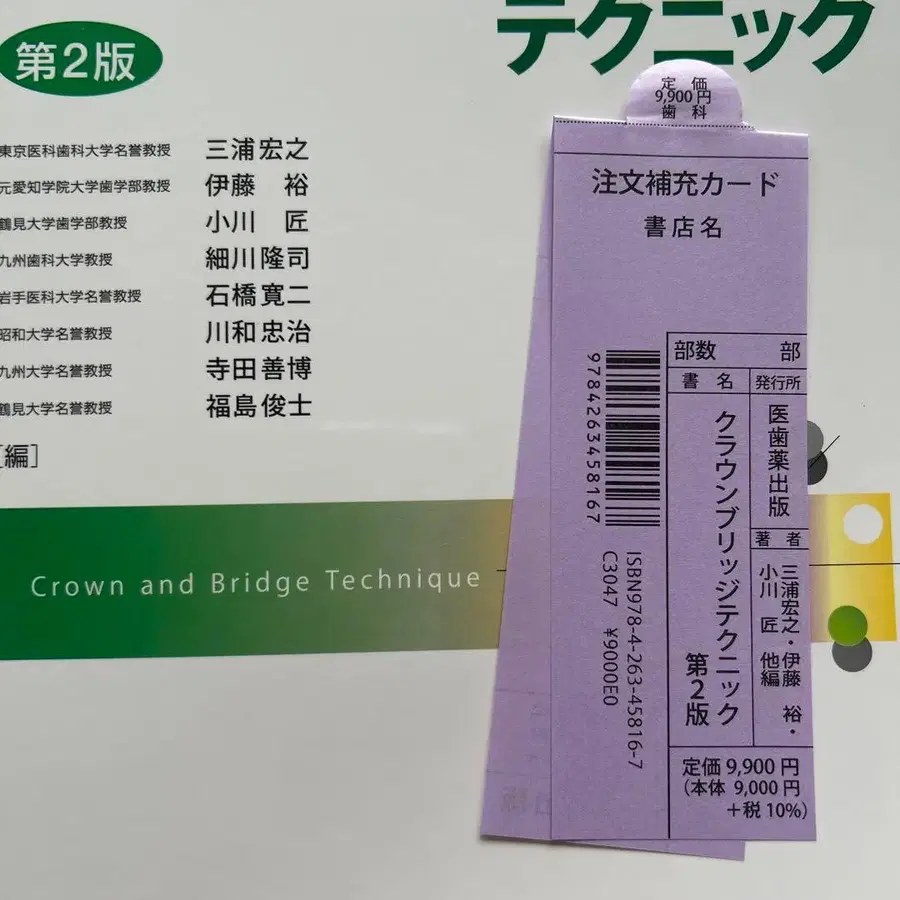 テクニック
第2版
東京医科歯科大学名誉教授 三浦宏之
元愛知学院大学歯学部教授 伊藤 裕
鶴見大学歯学部教授 小川 匠
九州歯科大学教授 細川隆司
岩手医科大学名誉教授 石橋寛二
昭和大学名誉教授 川和忠治
九州大学名誉教授 寺田善博
鶴見大学名誉教授 福島俊士
[編]
Crown and Bridge Technique
定価
9,900円
歯科
注文補充カード
書店名
部数 部
書名
クラウンブリッジテクニック
第2版
発行所
医歯薬出版
著者
三浦宏之・伊藤 裕・
小川 匠 他編
9784263458167
ISBN978-4-263-45816-7
C3047 ¥9000E0
定価 9,900 円
(本体 9,000 円
+税 10%)